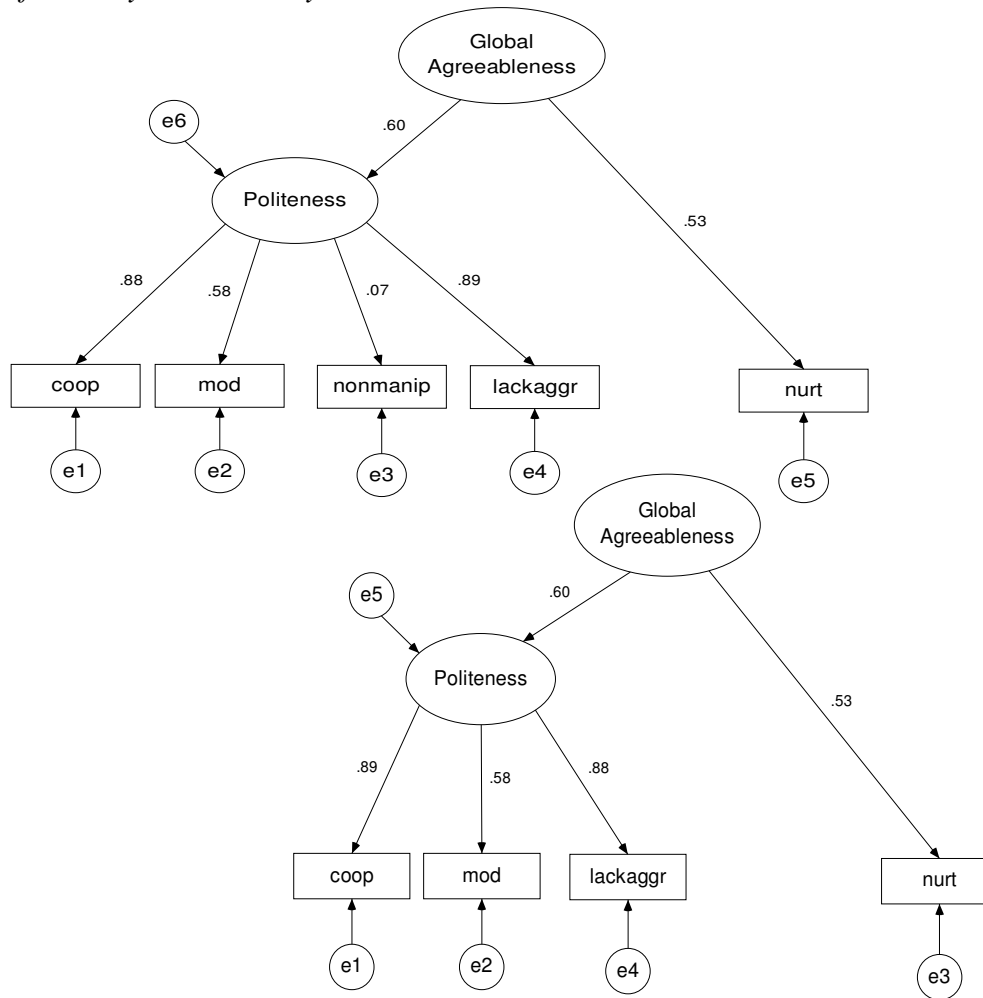 Global
Agreeableness
e6
.60
Politeness
.53
.88
.58
.07
.89
coop
mod
nonmanip
lackaggr
nurt
e1
e2
e3
e4
e5
Global
Agreeableness
e5
.60
Politeness
.53
.89
.58
.88
coop
mod
lackaggr
nurt
e1
e2
e4
e3